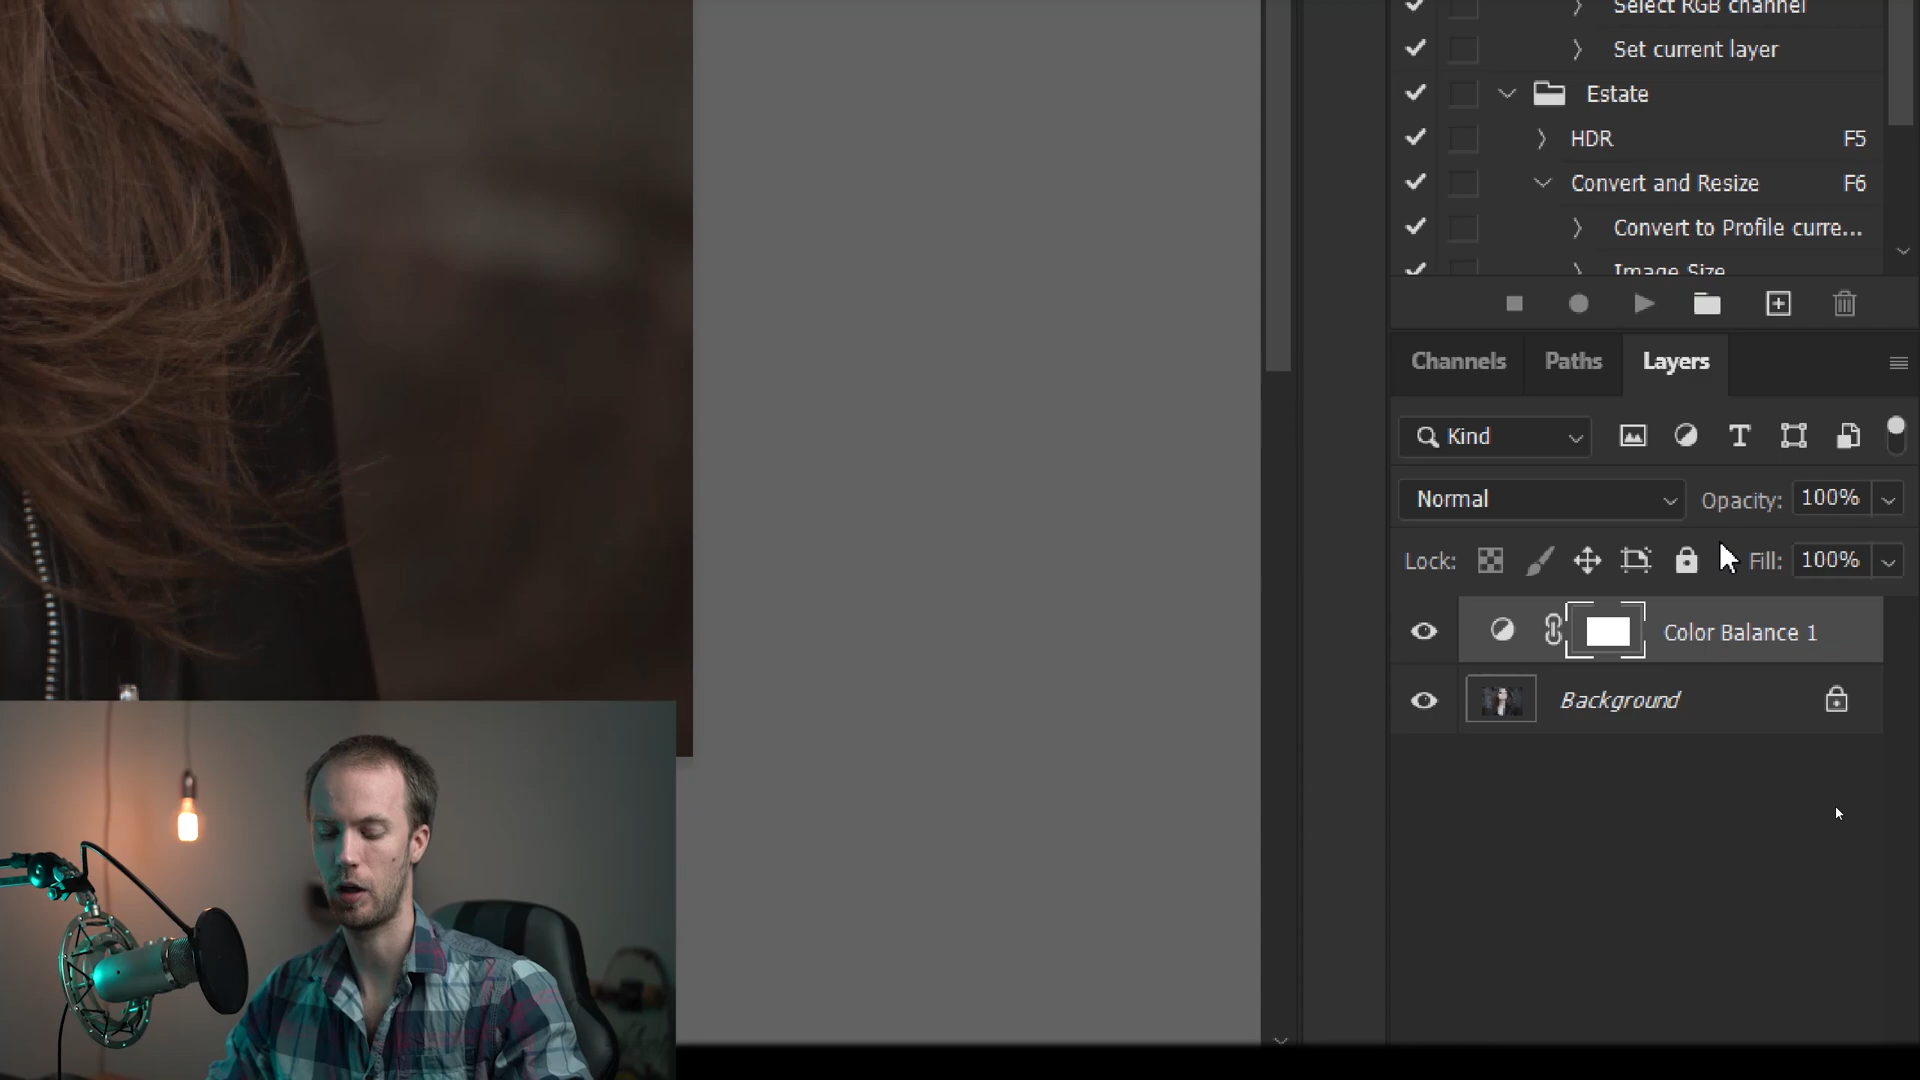 Select RGB channel
Set current layer
Estate
HDR F5
Convert and Resize F6
Convert to Profile curre...
Image Size
Channels Paths Layers
Kind
Normal Opacity: 100%
Lock: Fill: 100%
Color Balance 1
Background